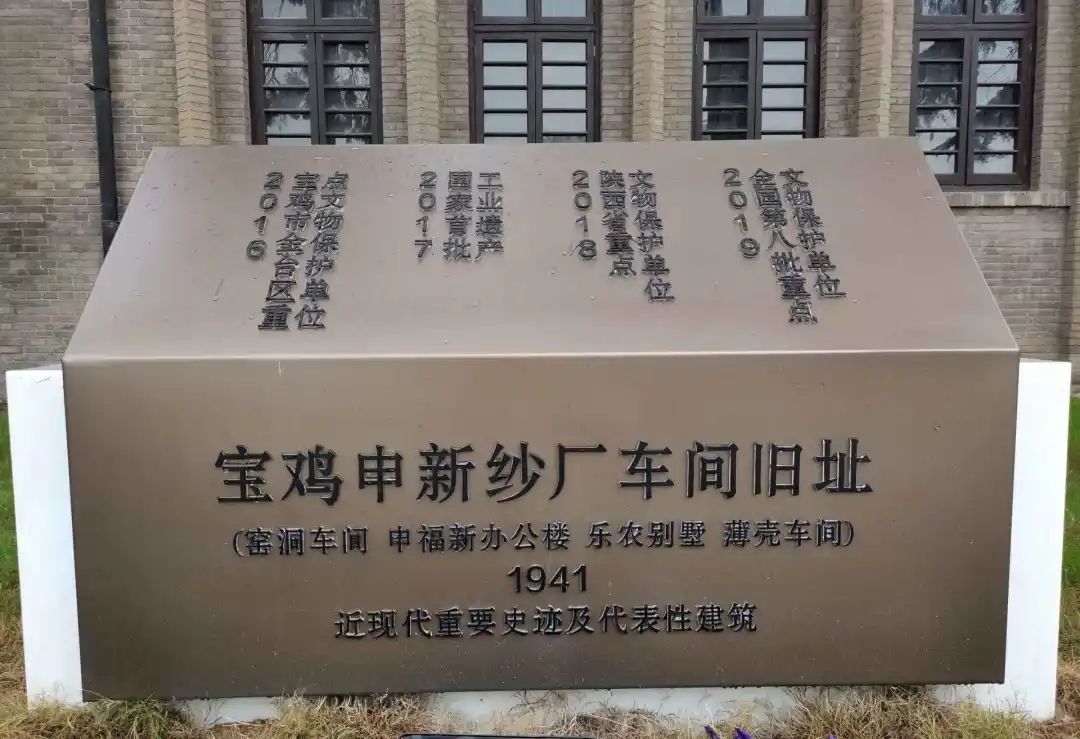 2016
宝鸡市金台区重
点文物保护单位
2017
国家首批
工业遗产
2018
陕西省重点
文物保护单位
2019
全国第八批重点
文物保护单位
宝鸡申新纱厂车间旧址
(窑洞车间 申福新办公楼 乐农别墅 薄壳车间)
1941
近现代重要史迹及代表性建筑